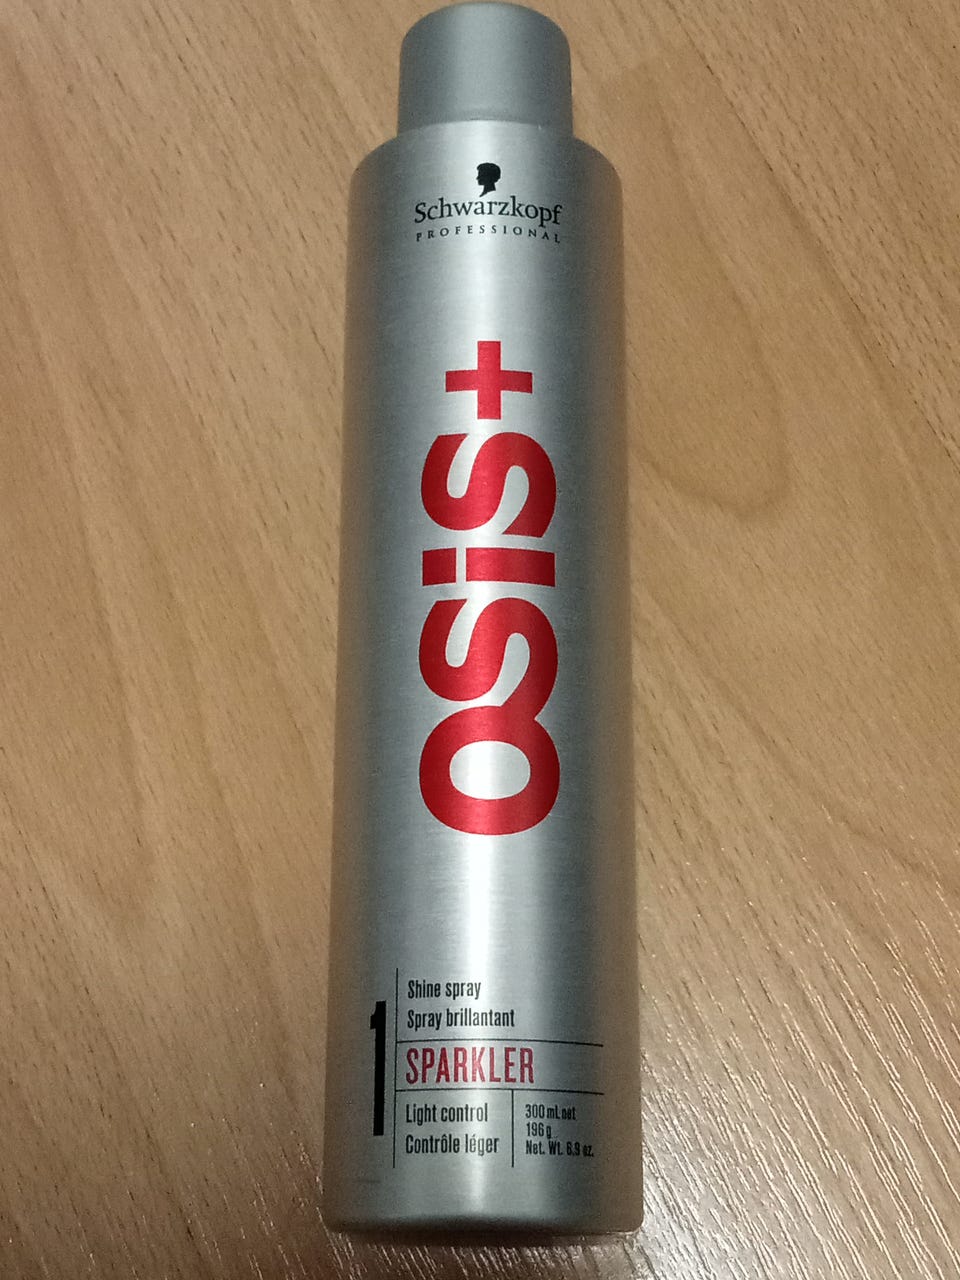 Schwarzkopf
PROFESSIONAL
OSiS+
1
Shine spray
Spray brillantant
SPARKLER
Light control
Contrôle léger
300 mL net
196 g
Net. Wt. 6.9 oz.